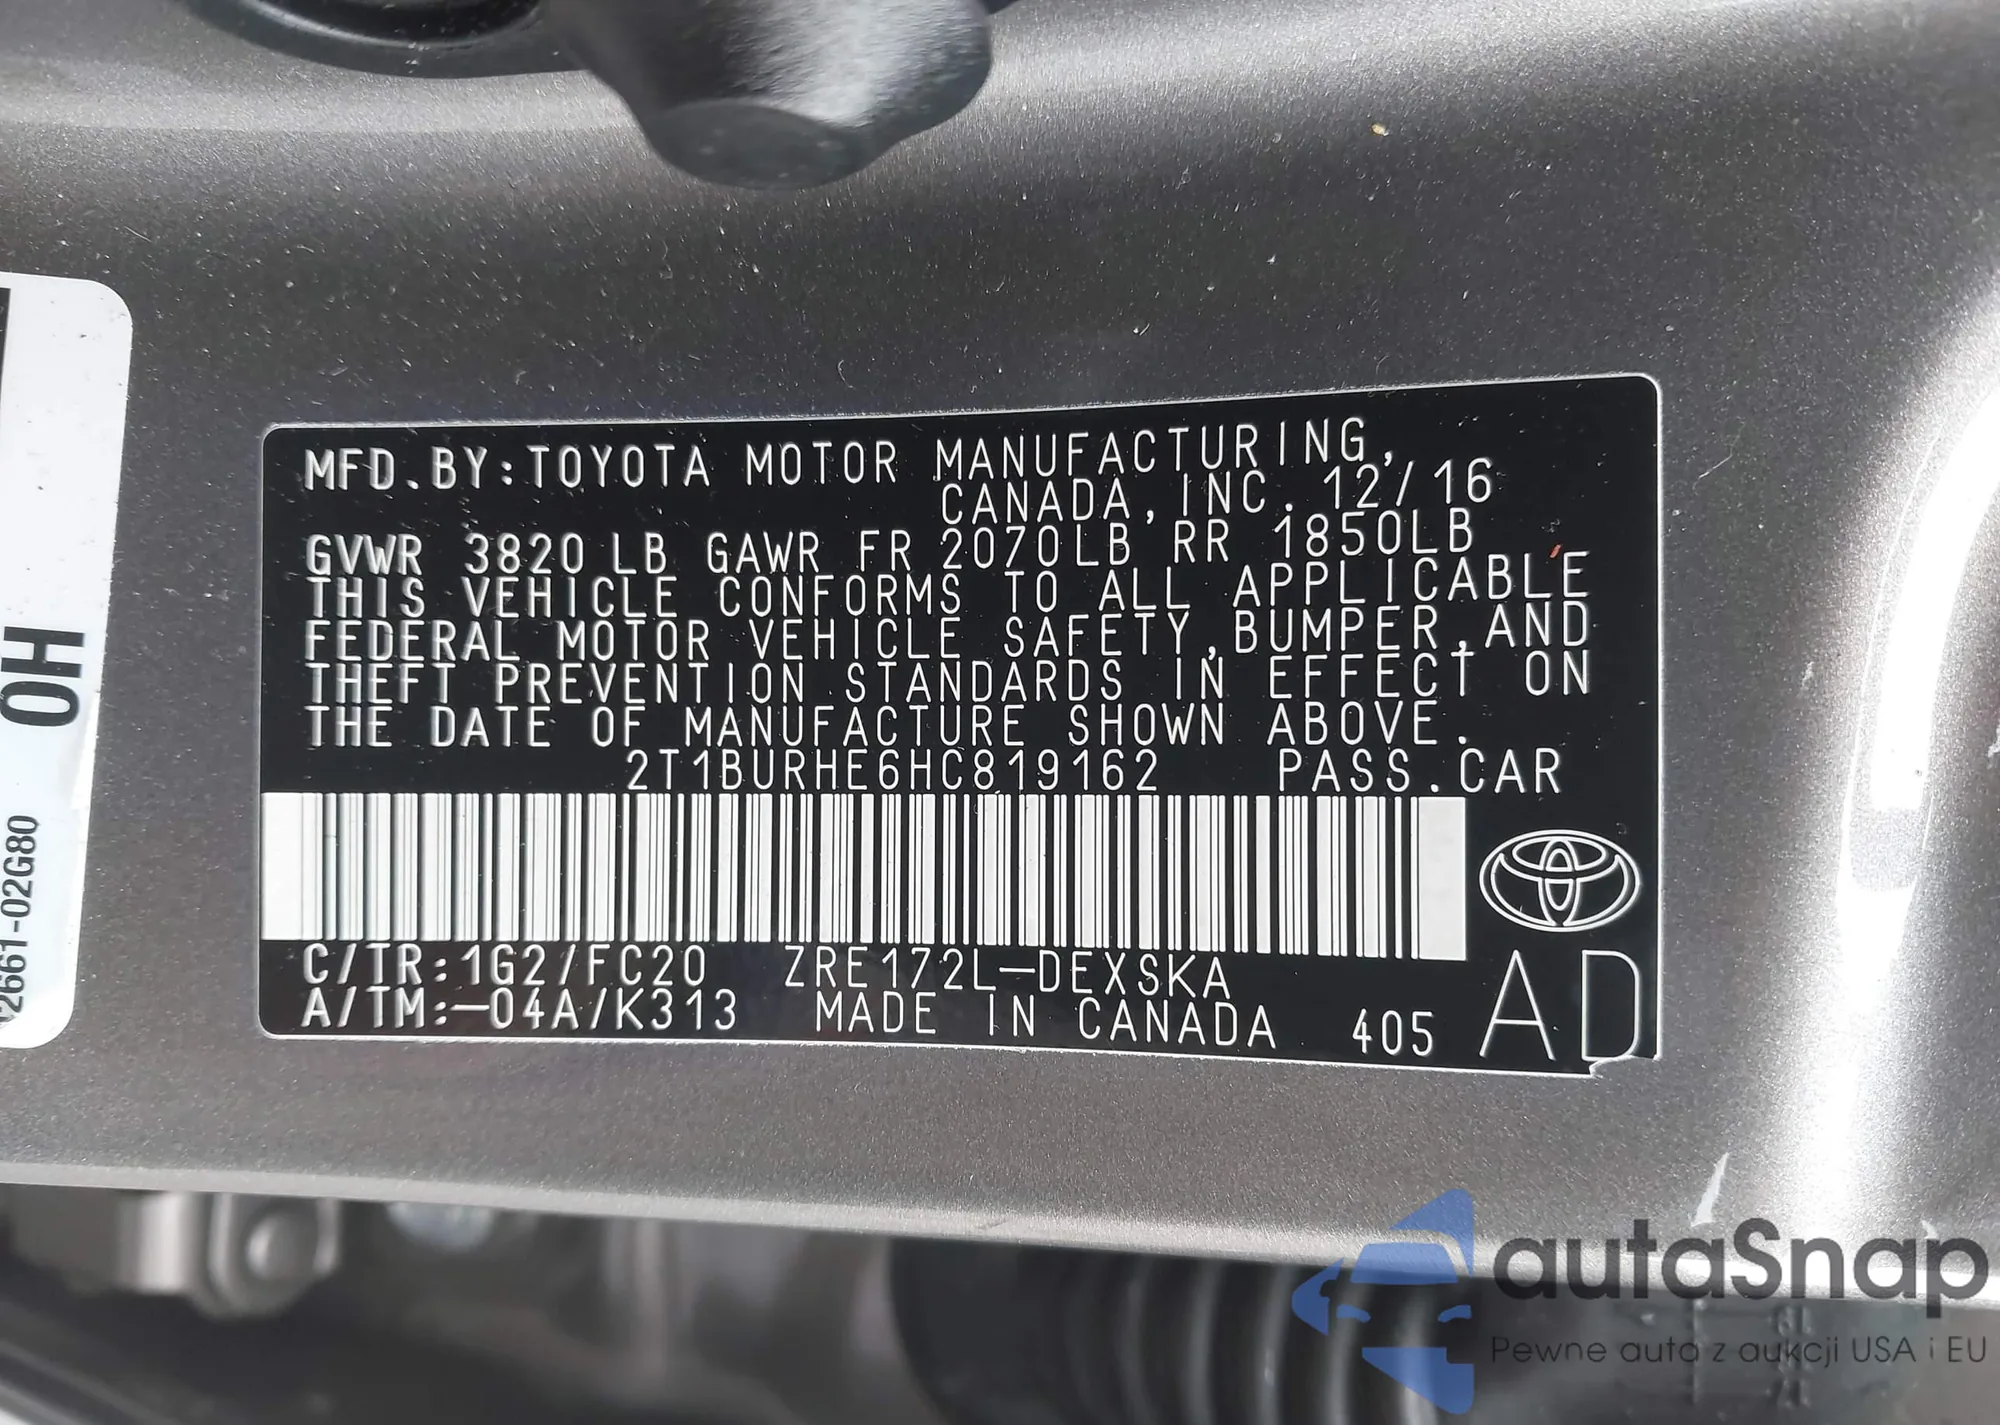 MFD.BY:TOYOTA MOTOR MANUFACTURING,
CANADA,INC. 12/16
GVWR 3820 LB GAWR FR 2070LB RR 1850LB
THIS VEHICLE CONFORMS TO ALL APPLICABLE
FEDERAL MOTOR VEHICLE SAFETY,BUMPER,AND
THEFT PREVENTION STANDARDS IN EFFECT ON
THE DATE OF MANUFACTURE SHOWN ABOVE.
2T1BURHE6HC819162 PASS.CAR
C/TR:1G2/FC20 ZRE172L-DEXSKA
A/TM:-04A/K313 MADE IN CANADA 405 AD
OH
2661-02G80
autaSnap
Pewne auta z aukcji USA i EU